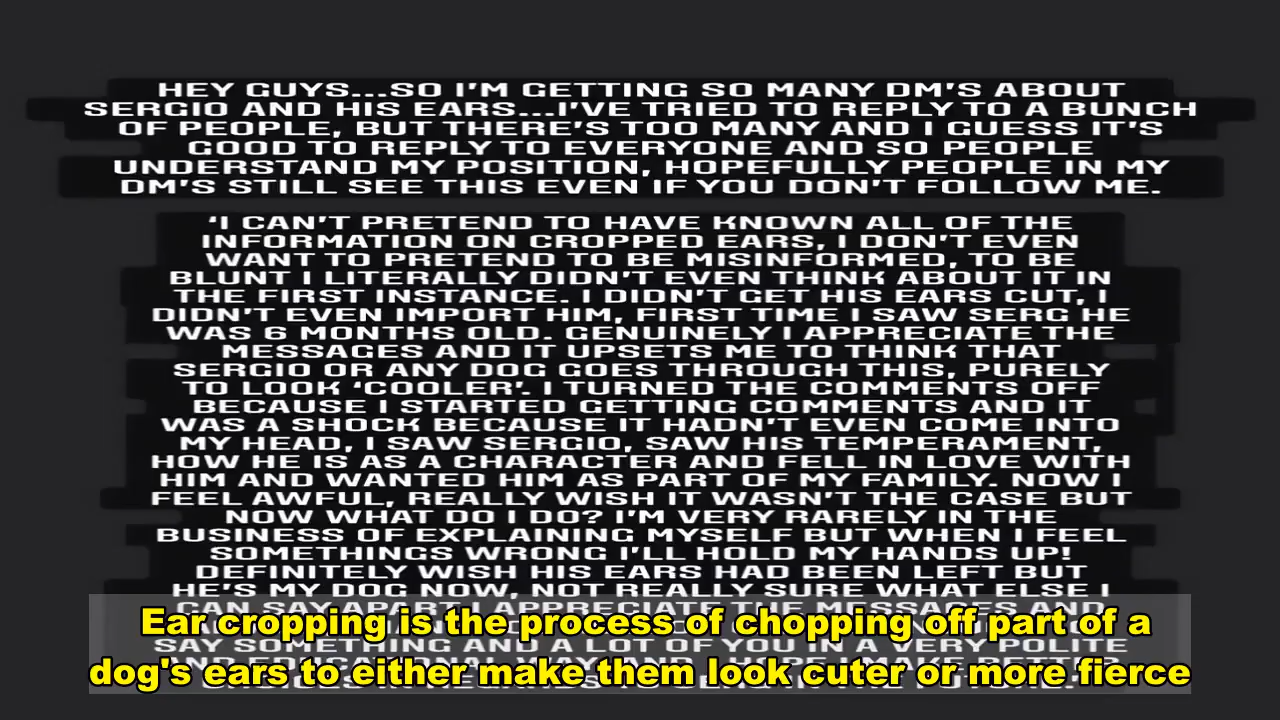 HEY GUYS...SO I'M GETTING SO MANY DM'S ABOUT
SERGIO AND HIS EARS...I'VE TRIED TO REPLY TO A BUNCH
OF PEOPLE, BUT THERE'S TOO MANY AND I GUESS IT'S
GOOD TO REPLY TO EVERYONE AND SO PEOPLE
UNDERSTAND MY POSITION, HOPEFULLY PEOPLE IN MY
DM'S STILL SEE THIS EVEN IF YOU DON'T FOLLOW ME.
'I CAN'T PRETEND TO HAVE KNOWN ALL OF THE
INFORMATION ON CROPPED EARS, I DON'T EVEN
WANT TO PRETEND TO BE MISINFORMED, TO BE
BLUNT I LITERALLY DIDN'T EVEN THINK ABOUT IT IN
THE FIRST INSTANCE. I DIDN'T GET HIS EARS CUT, I
DIDN'T EVEN IMPORT HIM, FIRST TIME I SAW SERG HE
WAS 6 MONTHS OLD. GENUINELY I APPRECIATE THE
MESSAGES AND IT UPSETS ME TO THINK THAT
SERGIO OR ANY DOG GOES THROUGH THIS, PURELY
TO LOOK 'COOLER'. I TURNED THE COMMENTS OFF
BECAUSE I STARTED GETTING COMMENTS AND IT
WAS A SHOCK BECAUSE IT HADN'T EVEN COME INTO
MY HEAD, I SAW SERGIO, SAW HIS TEMPERAMENT,
HOW HE IS AS A CHARACTER AND FELL IN LOVE WITH
HIM AND WANTED HIM AS PART OF MY FAMILY. NOW I
FEEL AWFUL, REALLY WISH IT WASN'T THE CASE BUT
NOW WHAT DO I DO? I'M VERY RARELY IN THE
BUSINESS OF EXPLAINING MYSELF BUT WHEN I FEEL
SOMETHINGS WRONG I'LL HOLD MY HANDS UP!
DEFINITELY WISH HIS EARS HAD BEEN LEFT BUT
HE'S MY DOG NOW, NOT REALLY SURE WHAT ELSE I
CAN SAY APART I APPRECIATE THE MESSAGES AND
SAY SOMETHING AND A LOT OF YOU IN A VERY POLITE
Ear cropping is the process of chopping off part of a
dog's ears to either make them look cuter or more fierce